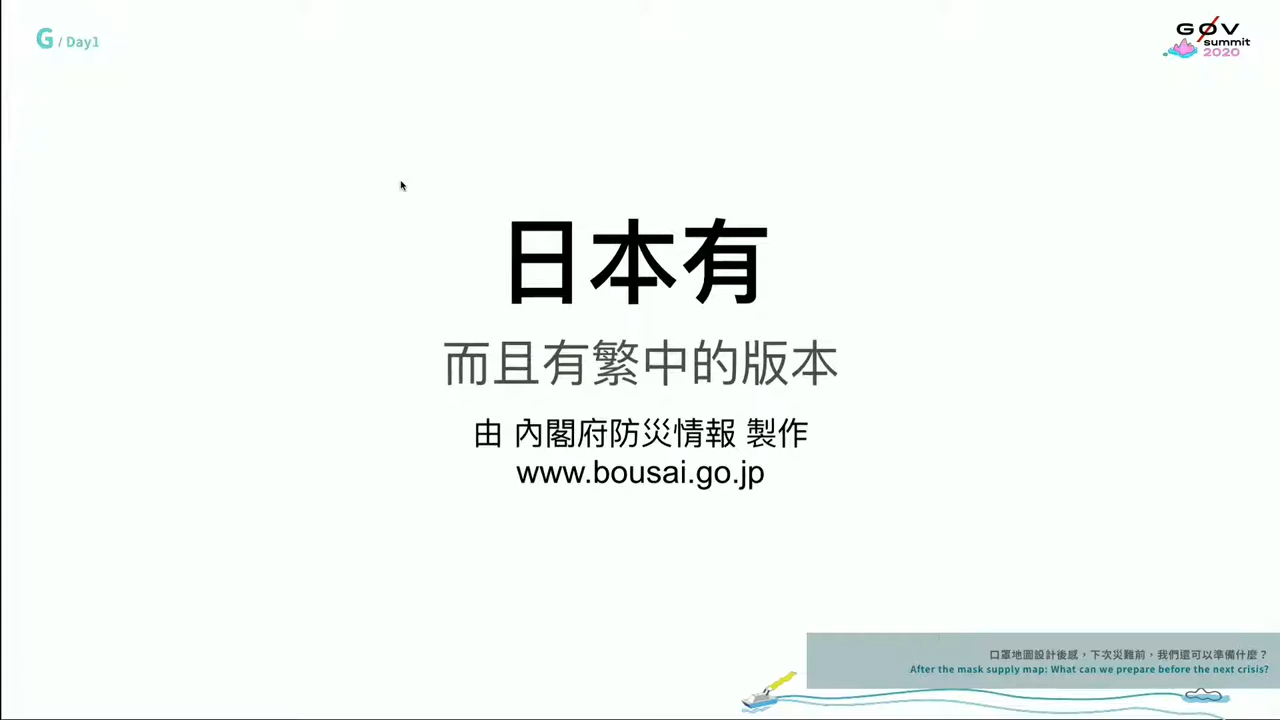 G / Day1
GØV
summit
2020
日本有
而且有繁中的版本
由 內閣府防災情報 製作
www.bousai.go.jp
口罩地圖設計後感，下次災難前，我們還可以準備什麼？
After the mask supply map: What can we prepare before the next crisis?